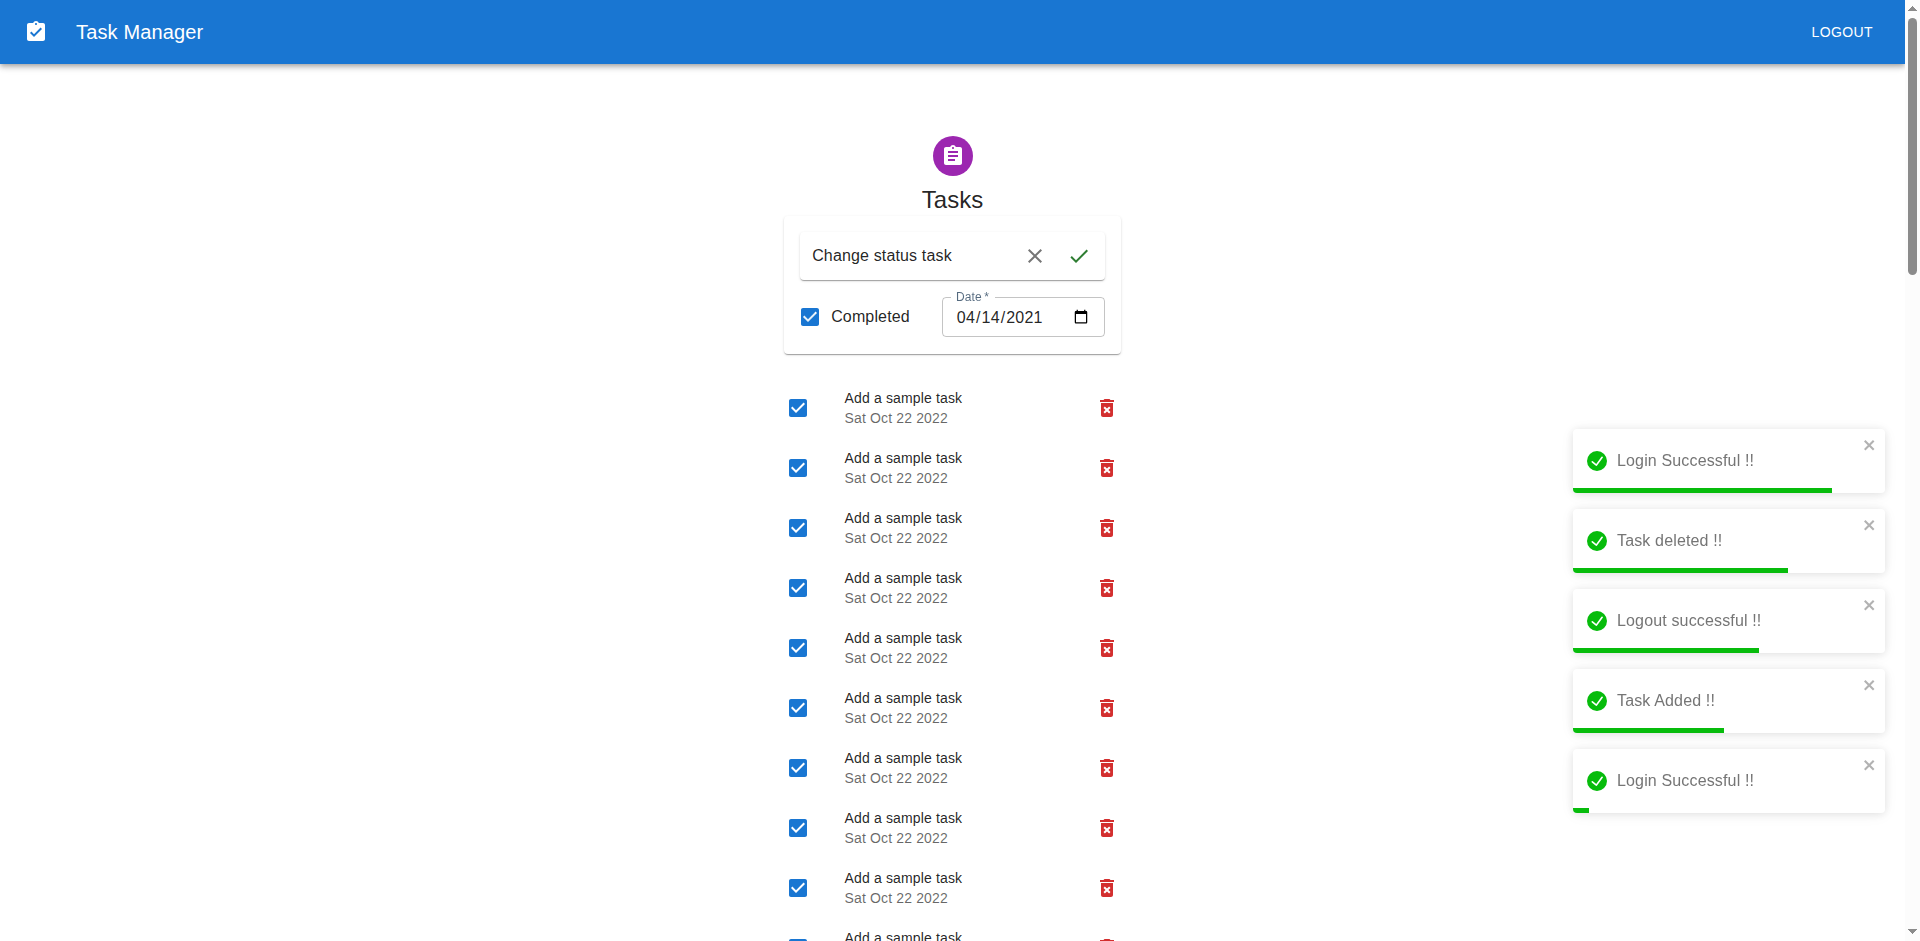 Task Manager
LOGOUT
Tasks
Change status task
Date *
Completed
04/14/2021
Add a sample task
Sat Oct 22 2022
Add a sample task
Sat Oct 22 2022
Add a sample task
Sat Oct 22 2022
Add a sample task
Sat Oct 22 2022
Add a sample task
Sat Oct 22 2022
Add a sample task
Sat Oct 22 2022
Add a sample task
Sat Oct 22 2022
Add a sample task
Sat Oct 22 2022
Add a sample task
Sat Oct 22 2022
Add a sample task
Login Successful !!
Task deleted !!
Logout successful !!
Task Added !!
Login Successful !!